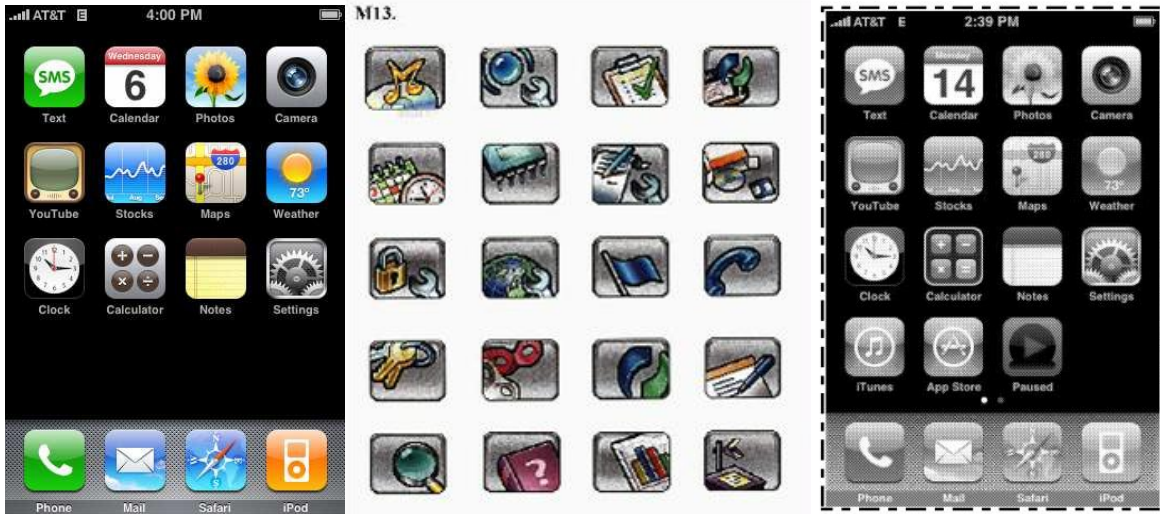 AT&T E 4:00 PM
SMS
Wednesday
6
Text Calendar Photos Camera
280
73°
YouTube Stocks Maps Weather
Clock Calculator Notes Settings
Phone Mail Safari iPod
M13.
?
AT&T E 2:39 PM
SMS
Monday
14
Text Calendar Photos Camera
280
73°
YouTube Stocks Maps Weather
Clock Calculator Notes Settings
iTunes App Store Paused
Phone Mail Safari iPod